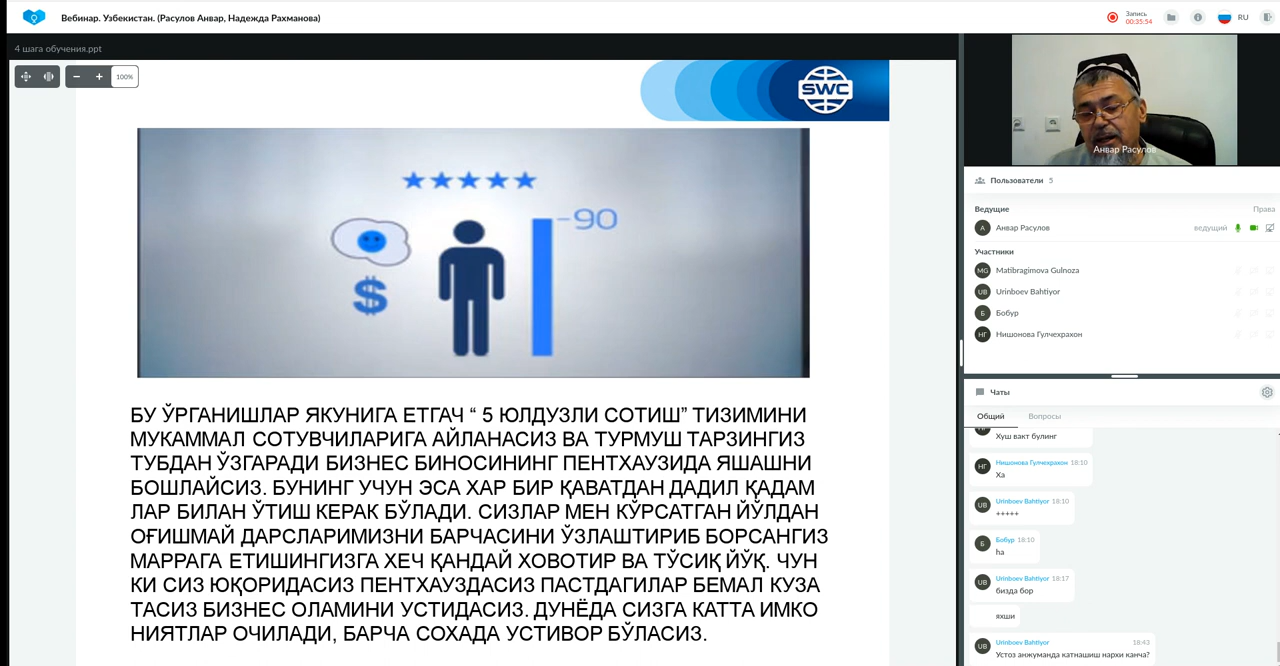 Вебинар. Узбекистан. (Расулов Анвар, Надежда Рахманова)
Запись
00:35:54
RU
4 шага обучения.ppt
100%
SWC
-90
$
БУ ЎРГАНИШЛАР ЯКУНИГА ЕТГАЧ “ 5 ЮЛДУЗЛИ СОТИШ” ТИЗИМИНИ
МУКАММАЛ СОТУВЧИЛАРИГА АЙЛАНАСИЗ ВА ТУРМУШ ТАРЗИНГИЗ
ТУБДАН ЎЗГАРАДИ БИЗНЕС БИНОСИНИНГ ПЕНТХАУЗИДА ЯШАШНИ
БОШЛАЙСИЗ. БУНИНГ УЧУН ЭСА ХАР БИР ҚАВАТДАН ДАДИЛ ҚАДАМ
ЛАР БИЛАН ЎТИШ КЕРАК БЎЛАДИ. СИЗЛАР МЕН КЎРСАТГАН ЙЎЛДАН
ОҒИШМАЙ ДАРСЛАРИМИЗНИ БАРЧАСИНИ ЎЗЛАШТИРИБ БОРСАНГИЗ
МАРРАГА ЕТИШИНГИЗГА ХЕЧ ҚАНДАЙ ХОВОТИР ВА ТЎСИҚ ЙЎҚ. ЧУН
КИ СИЗ ЮҚОРИДАСИЗ ПЕНТХАУЗДАСИЗ ПАСТДАГИЛАР БЕМАЛ КУЗА
ТАСИЗ БИЗНЕС ОЛАМИНИ УСТИДАСИЗ. ДУНЁДА СИЗГА КАТТА ИМКО
НИЯТЛАР ОЧИЛАДИ, БАРЧА СОХАДА УСТИВОР БЎЛАСИЗ.
Анвар Расулов
Пользователи 5
Ведущие Права
А Анвар Расулов ведущий
Участники
MG Matibragimova Gulnoza
UB Urinboev Bahtiyor
Б Бобур
НГ Нишонова Гулчехрахон
Чаты
Общий Вопросы
Хуш вакт булинг
НГ Нишонова Гулчехрахон 18:10
Ха
UB Urinboev Bahtiyor 18:10
+++++
Б Бобур 18:10
ha
UB Urinboev Bahtiyor 18:17
бизда бор
яхши
UB Urinboev Bahtiyor 18:43
Устоз анжуманда катнашиш нархи канча?